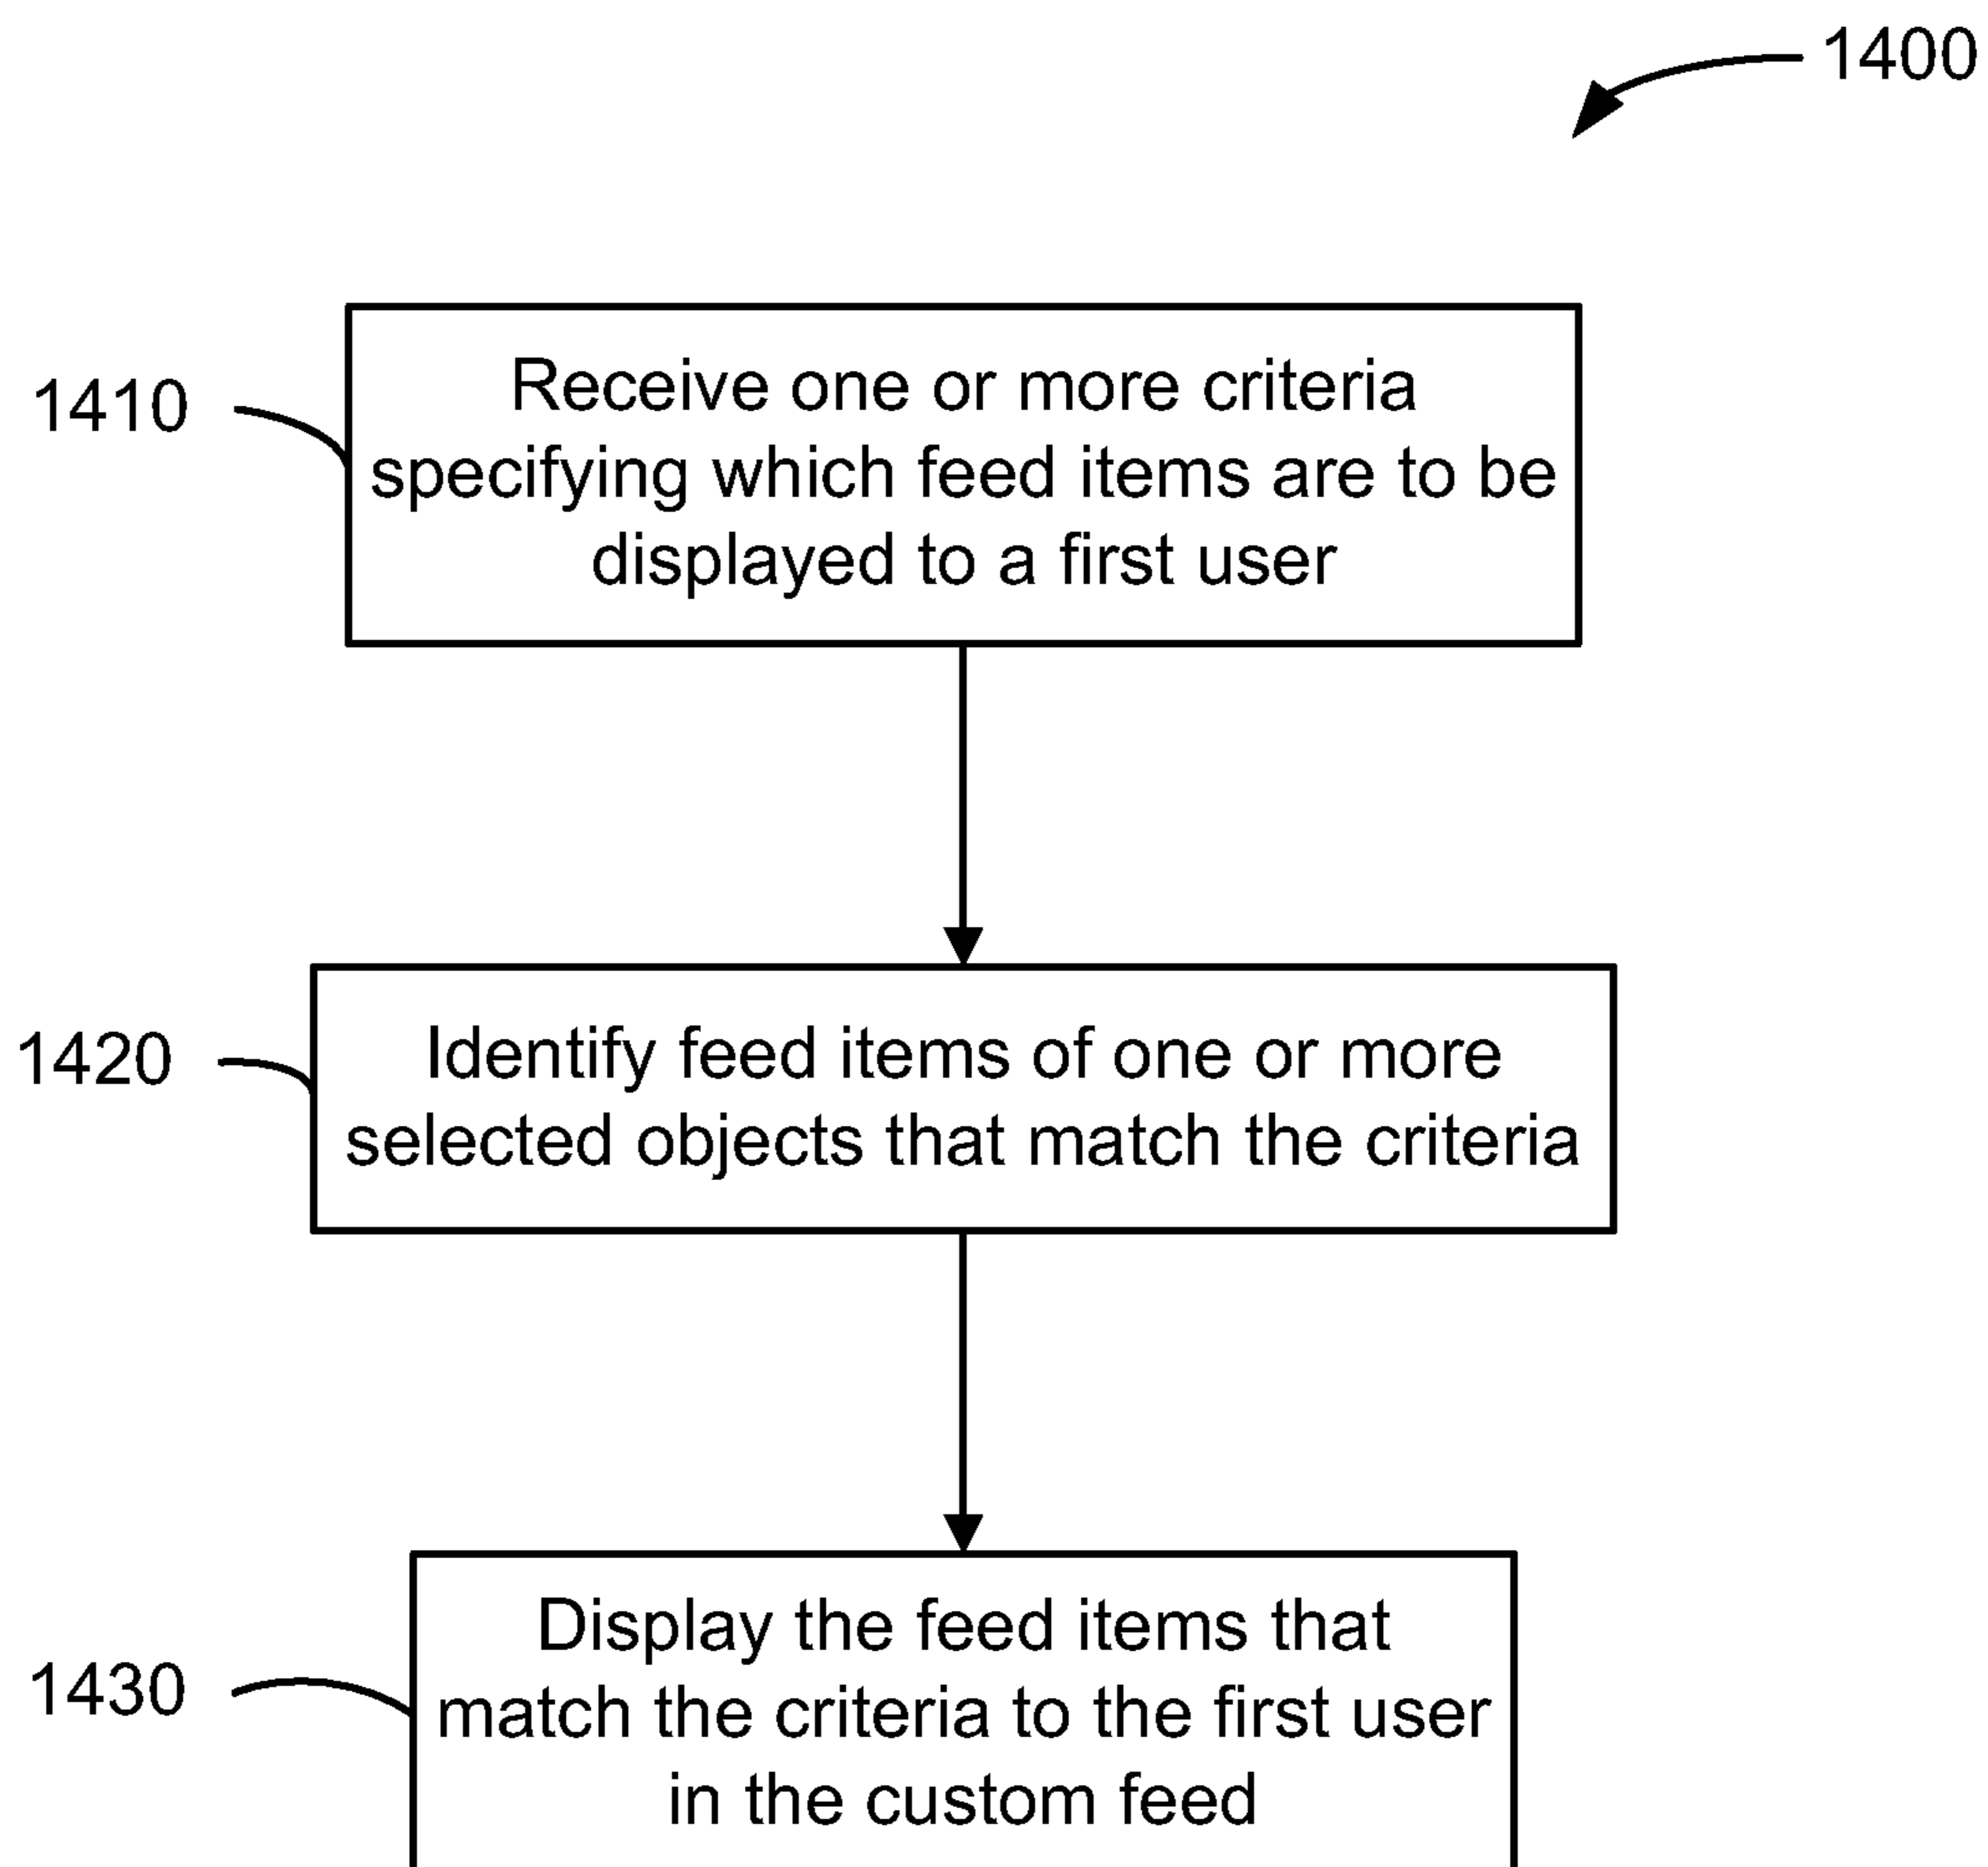 1400
1410
Receive one or more criteria
specifying which feed items are to be
displayed to a first user
1420
Identify feed items of one or more
selected objects that match the criteria
1430
Display the feed items that
match the criteria to the first user
in the custom feed